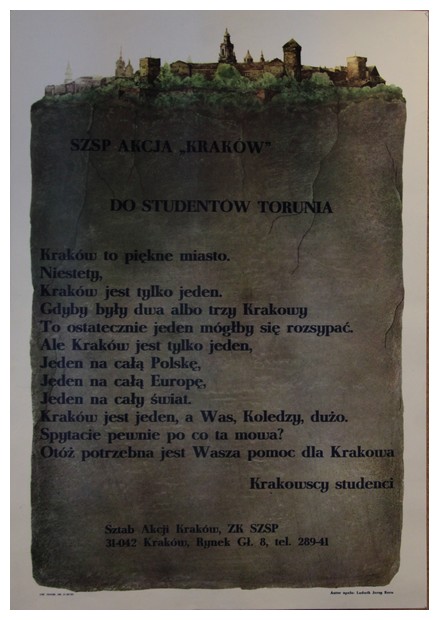 SZSP AKCJA „KRAKÓW"
DO STUDENTÓW TORUNIA
Kraków to piękne miasto.
Niestety,
Kraków jest tylko jeden.
Gdyby były dwa albo trzy Krakowy
To ostatecznie jeden mógłby się rozsypać.
Ale Kraków jest tylko jeden,
Jeden na całą Polskę,
Jeden na całą Europę,
Jeden na cały świat.
Kraków jest jeden, a Was, Koledzy, dużo.
Spytacie pewnie po co ta mowa?
Otóż potrzebna jest Wasza pomoc dla Krakowa
Krakowscy studenci
Sztab Akcji Kraków, ZK SZSP
31-042 Kraków, Rynek Gł. 8, tel. 289-41